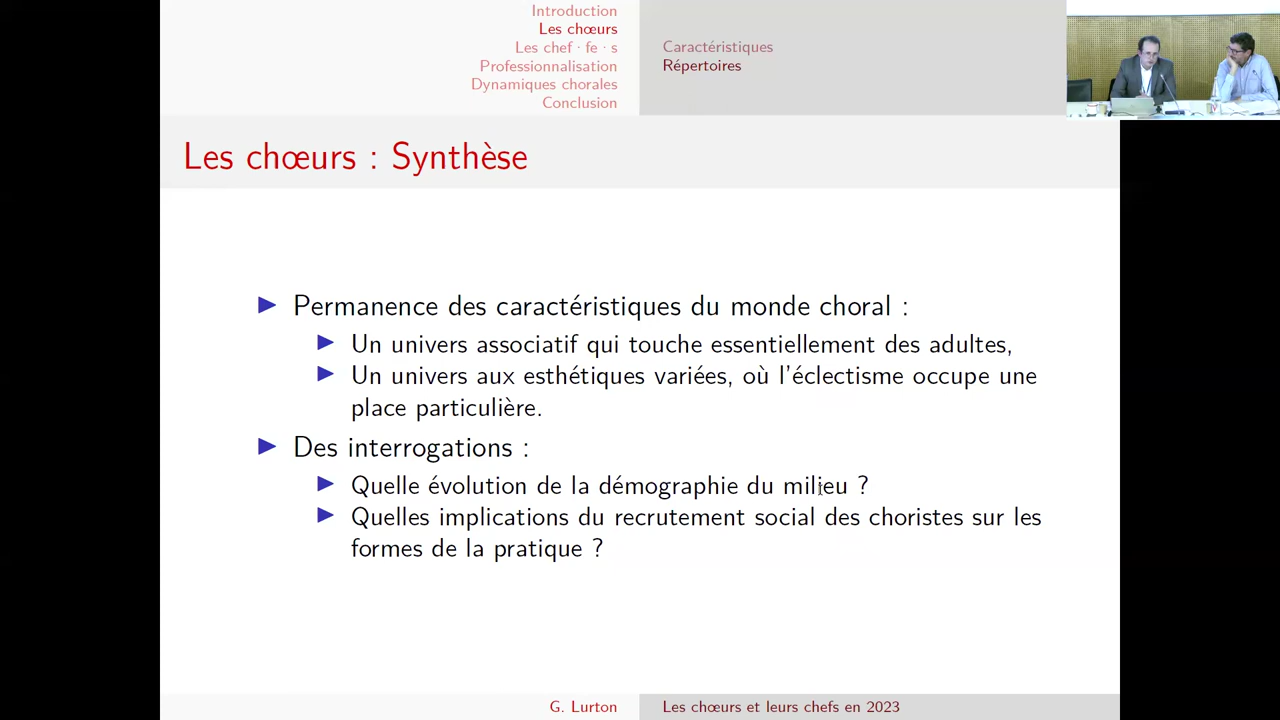 Introduction
Les chœurs
Les chef · fe · s
Professionnalisation
Dynamiques chorales
Conclusion
Caractéristiques
Répertoires
Les chœurs : Synthèse
Permanence des caractéristiques du monde choral :
Un univers associatif qui touche essentiellement des adultes,
Un univers aux esthétiques variées, où l'éclectisme occupe une
place particulière.
Des interrogations :
Quelle évolution de la démographie du milieu ?
Quelles implications du recrutement social des choristes sur les
formes de la pratique ?
G. Lurton
Les chœurs et leurs chefs en 2023